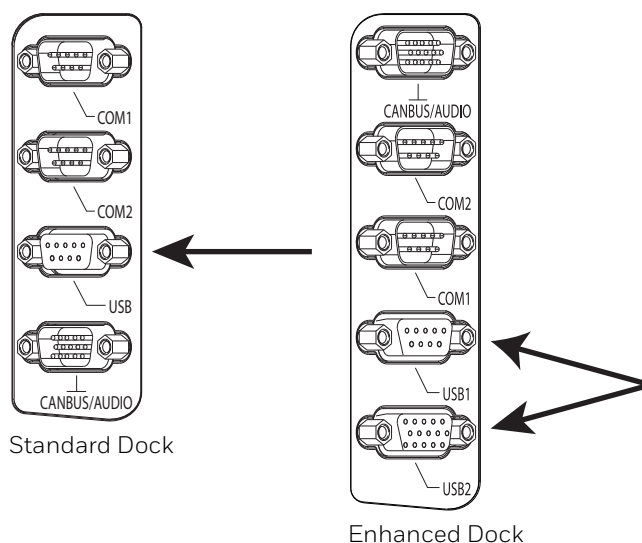 COM1
COM2
USB
CANBUS/AUDIO
Standard Dock
CANBUS/AUDIO
COM2
COM1
USB1
USB2
Enhanced Dock